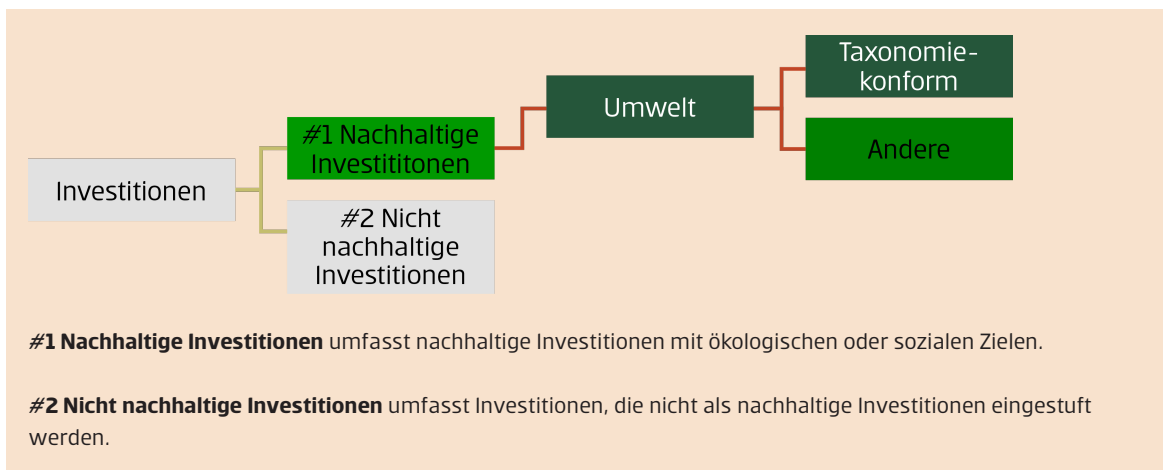 Taxonomie-
konform
Umwelt
#1 Nachhaltige
Investititonen
Andere
Investitionen
#2 Nicht
nachhaltige
Investitionen
#1 Nachhaltige Investitionen umfasst nachhaltige Investitionen mit ökologischen oder sozialen Zielen.
#2 Nicht nachhaltige Investitionen umfasst Investitionen, die nicht als nachhaltige Investitionen eingestuft
werden.